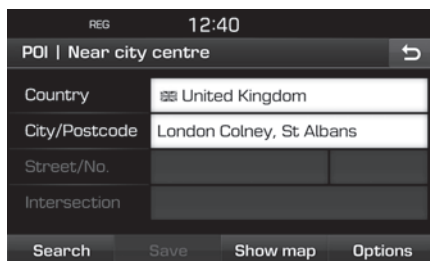 REG 12:40
POI | Near city centre
Country United Kingdom
City/Postcode London Colney, St Albans
Street/No.
Intersection
Search Save Show map Options